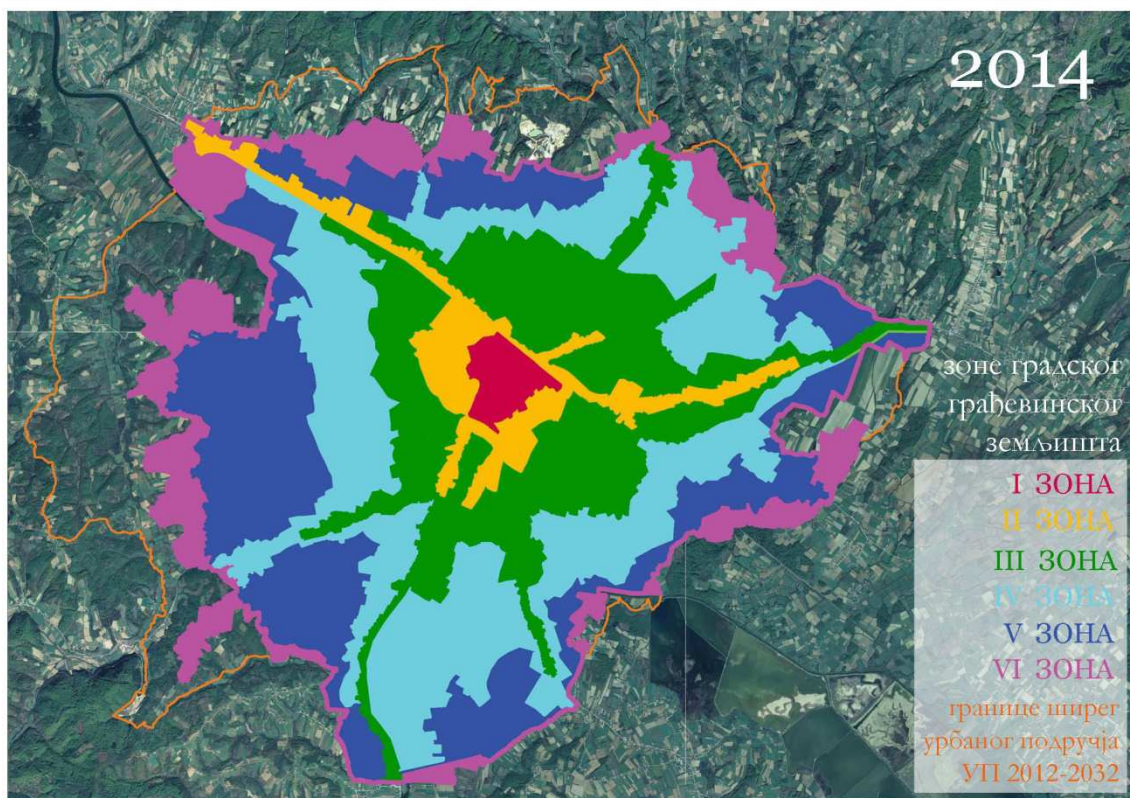 2014
зоне градског
грађевинског
земљишта
I ЗОНА
II ЗОНА
III ЗОНА
IV ЗОНА
V ЗОНА
VI ЗОНА
границе ширег
урбаног подручја
УП 2012-2032